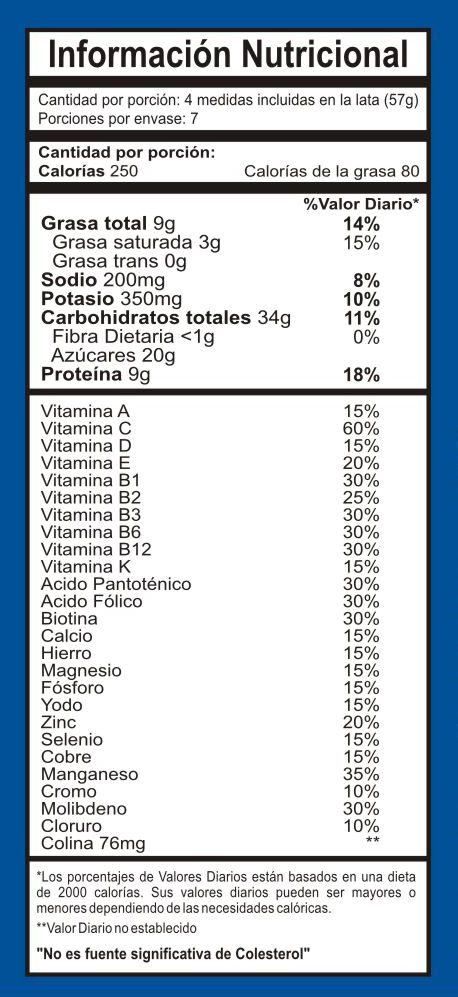 Información Nutricional
Cantidad por porción: 4 medidas incluidas en la lata (57g)
Porciones por envase: 7
Cantidad por porción:
Calorías 250 Calorías de la grasa 80
%Valor Diario*
Grasa total 9g 14%
Grasa saturada 3g 15%
Grasa trans 0g
Sodio 200mg 8%
Potasio 350mg 10%
Carbohidratos totales 34g 11%
Fibra Dietaria <1g 0%
Azúcares 20g
Proteína 9g 18%
Vitamina A 15%
Vitamina C 60%
Vitamina D 15%
Vitamina E 20%
Vitamina B1 30%
Vitamina B2 25%
Vitamina B3 30%
Vitamina B6 30%
Vitamina B12 30%
Vitamina K 15%
Acido Pantoténico 30%
Acido Fólico 30%
Biotina 30%
Calcio 15%
Hierro 15%
Magnesio 15%
Fósforo 15%
Yodo 15%
Zinc 20%
Selenio 15%
Cobre 15%
Manganeso 35%
Cromo 10%
Molibdeno 30%
Cloruro 10%
Colina 76mg **
*Los porcentajes de Valores Diarios están basados en una dieta
de 2000 calorías. Sus valores diarios pueden ser mayores o
menores dependiendo de las necesidades calóricas.
**Valor Diario no establecido
"No es fuente significativa de Colesterol"